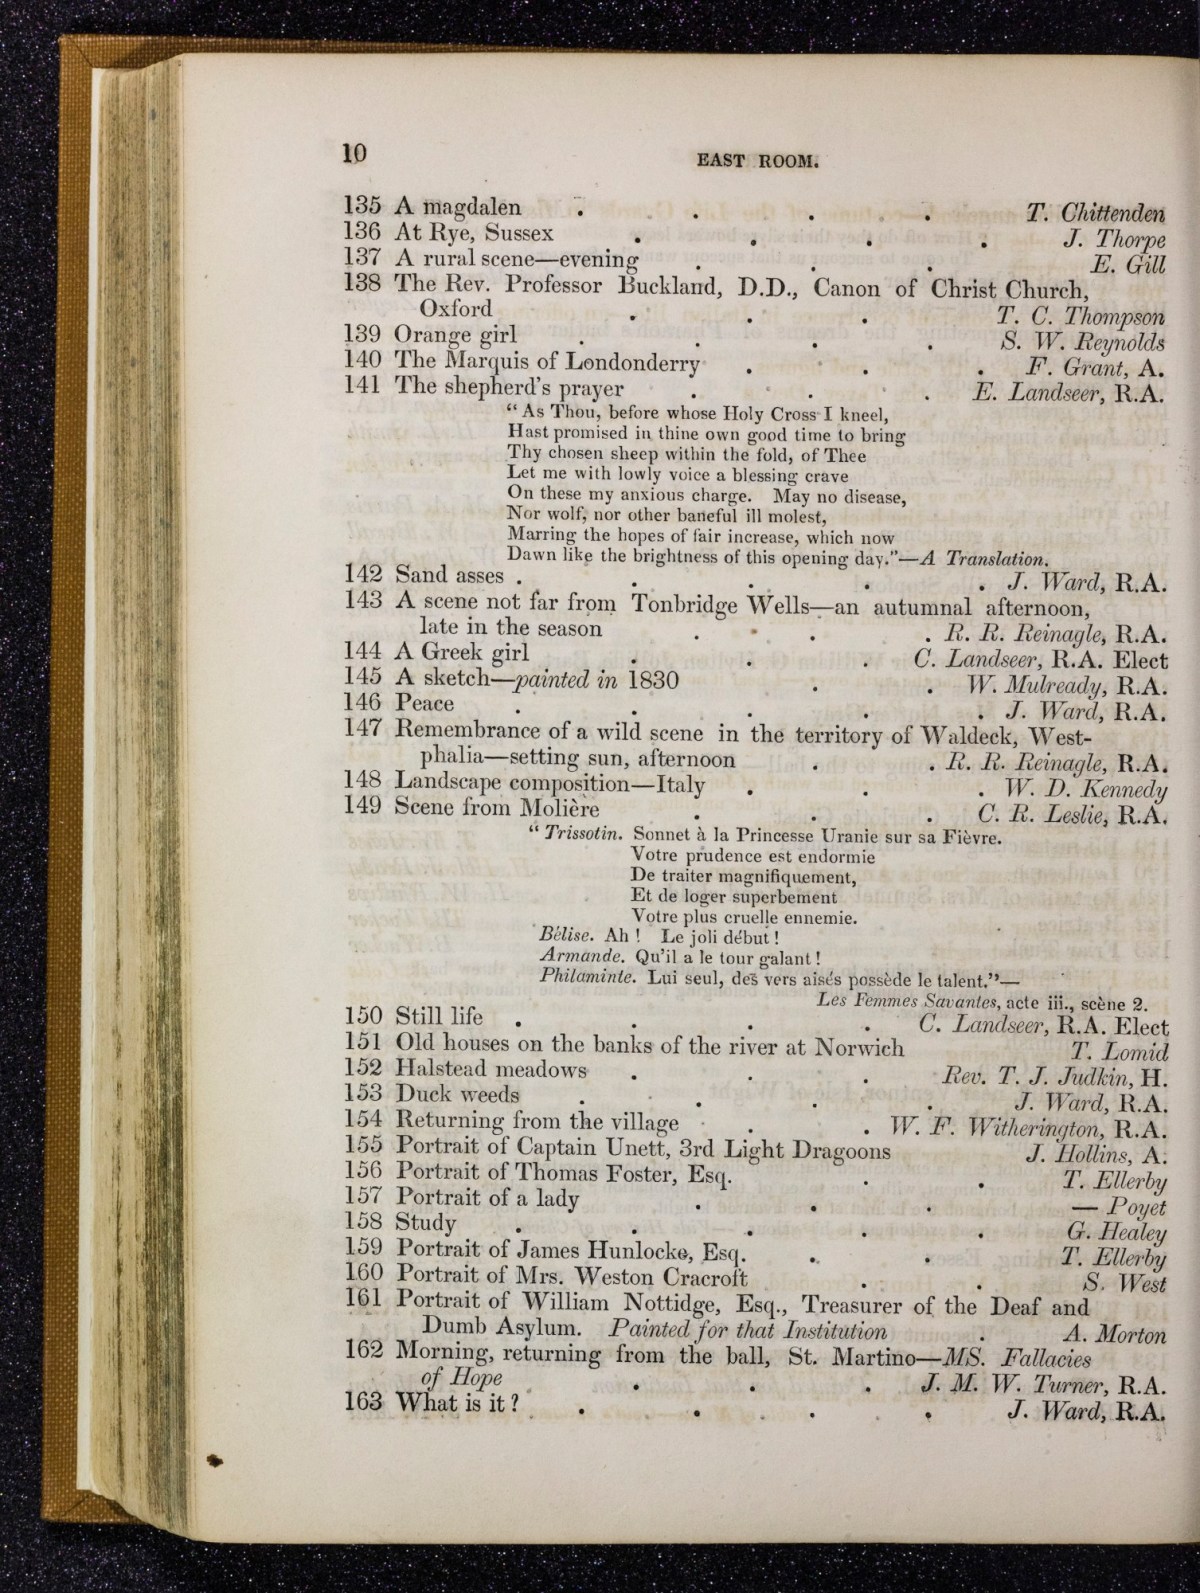 10
EAST ROOM.
135 A magdalen . . . . T. Chittenden
136 At Rye, Sussex . . . . J. Thorpe
137 A rural scene—evening . . . E. Gill
138 The Rev. Professor Buckland, D.D., Canon of Christ Church,
Oxford . . . T. C. Thompson
139 Orange girl . . . . S. W. Reynolds
140 The Marquis of Londonderry . . . F. Grant, A.
141 The shepherd's prayer . . . E. Landseer, R.A.
"As Thou, before whose Holy Cross I kneel,
Hast promised in thine own good time to bring
Thy chosen sheep within the fold, of Thee
Let me with lowly voice a blessing crave
On these my anxious charge. May no disease,
Nor wolf, nor other baneful ill molest,
Marring the hopes of fair increase, which now
Dawn like the brightness of this opening day."—A Translation.
142 Sand asses . . . . . J. Ward, R.A.
143 A scene not far from Tonbridge Wells—an autumnal afternoon,
late in the season . . . R. R. Reinagle, R.A.
144 A Greek girl . . . C. Landseer, R.A. Elect
145 A sketch—painted in 1830 . . W. Mulready, R.A.
146 Peace . . . . . J. Ward, R.A.
147 Remembrance of a wild scene in the territory of Waldeck, West-
phalia—setting sun, afternoon . . R. R. Reinagle, R.A.
148 Landscape composition—Italy . . . W. D. Kennedy
149 Scene from Molière . . . C. R. Leslie, R.A.
"Trissotin. Sonnet à la Princesse Uranie sur sa Fièvre.
Votre prudence est endormie
De traiter magnifiquement,
Et de loger superbement
Votre plus cruelle ennemie.
Bélise. Ah ! Le joli début !
Armande. Qu'il a le tour galant !
Philaminte. Lui seul, des vers aisés possède le talent."—
Les Femmes Savantes, acte iii., scène 2.
150 Still life . . . . C. Landseer, R.A. Elect
151 Old houses on the banks of the river at Norwich T. Lomid
152 Halstead meadows . . . Rev. T. J. Judkin, H.
153 Duck weeds . . . . J. Ward, R.A.
154 Returning from the village . . W. F. Witherington, R.A.
155 Portrait of Captain Unett, 3rd Light Dragoons J. Hollins, A.
156 Portrait of Thomas Foster, Esq. . . T. Ellerby
157 Portrait of a lady . . . — Poyet
158 Study . . . . . G. Healey
159 Portrait of James Hunlocke, Esq. . . T. Ellerby
160 Portrait of Mrs. Weston Cracroft . . S. West
161 Portrait of William Nottidge, Esq., Treasurer of the Deaf and
Dumb Asylum. Painted for that Institution . A. Morton
162 Morning, returning from the ball, St. Martino—MS. Fallacies
of Hope . . . J. M. W. Turner, R.A.
163 What is it ? . . . . J. Ward, R.A.